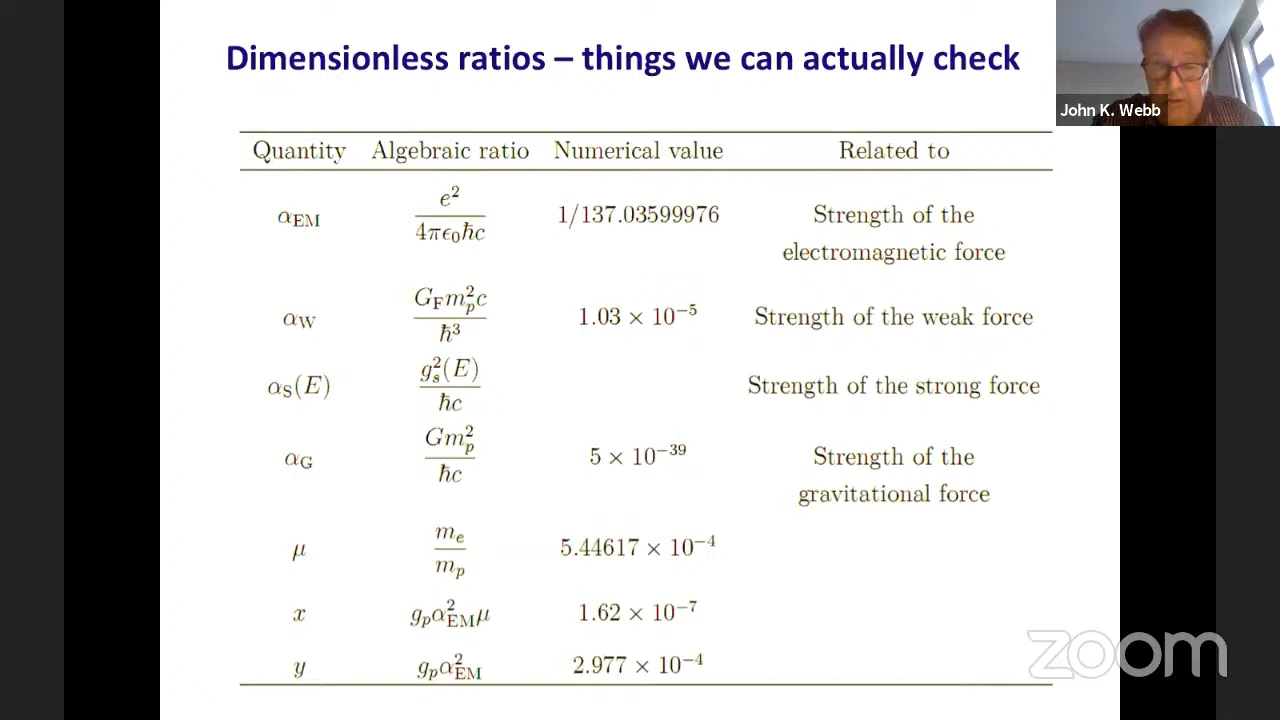 Dimensionless ratios – things we can actually check
John K. Webb
Quantity Algebraic ratio Numerical value Related to
α_EM e²/(4πϵ₀ħc) 1/137.03599976 Strength of the
electromagnetic force
α_W G_F m_p² c/ħ³ 1.03 × 10⁻⁵ Strength of the weak force
α_S(E) g_s²(E)/ħc Strength of the strong force
α_G Gm_p²/ħc 5 × 10⁻³⁹ Strength of the
gravitational force
μ m_e/m_p 5.44617 × 10⁻⁴
x g_p α²_EM μ 1.62 × 10⁻⁷
y g_p α²_EM 2.977 × 10⁻⁴
zoom